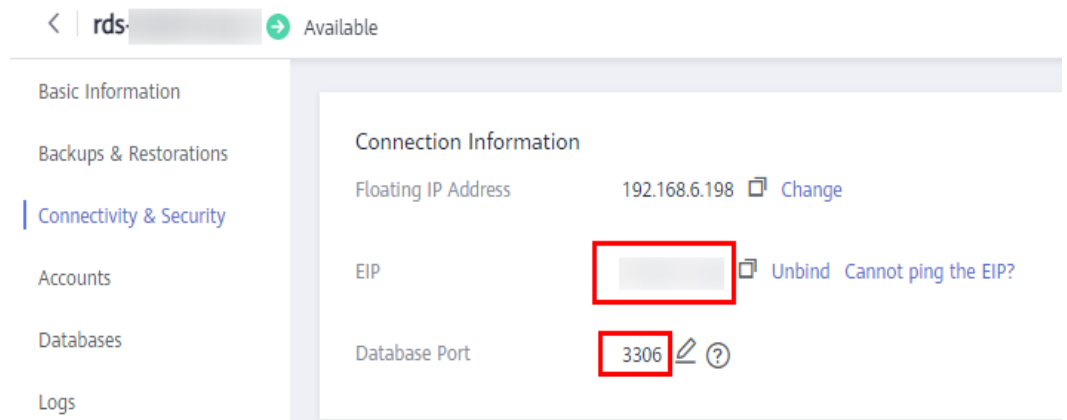 rds- Available
Basic Information
Backups & Restorations
Connectivity & Security
Accounts
Databases
Logs
Connection Information
Floating IP Address 192.168.6.198 Change
EIP Unbind Cannot ping the EIP?
Database Port 3306